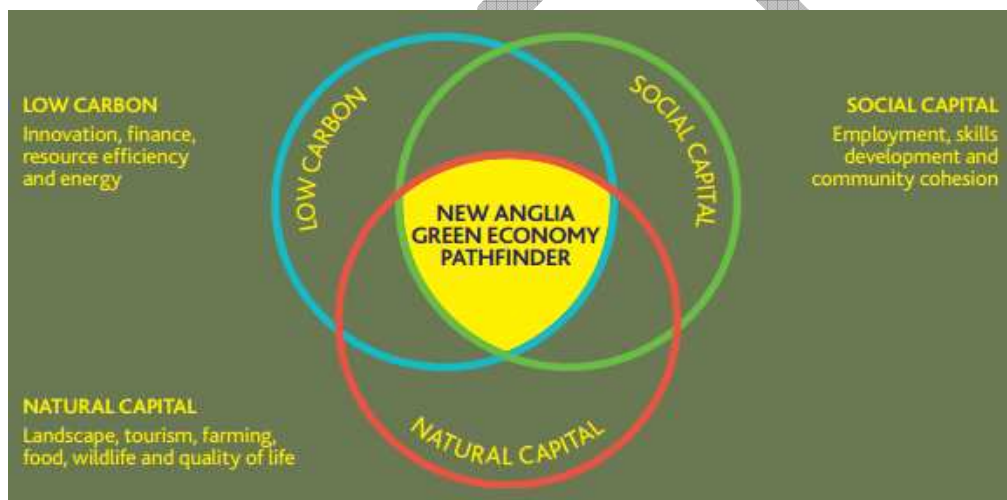 LOW CARBON
Innovation, finance,
resource efficiency
and energy
LOW CARBON
SOCIAL CAPITAL
SOCIAL CAPITAL
Employment, skills
development and
community cohesion
NEW ANGLIA
GREEN ECONOMY
PATHFINDER
NATURAL CAPITAL
Landscape, tourism, farming,
food, wildlife and quality of life
NATURAL CAPITAL